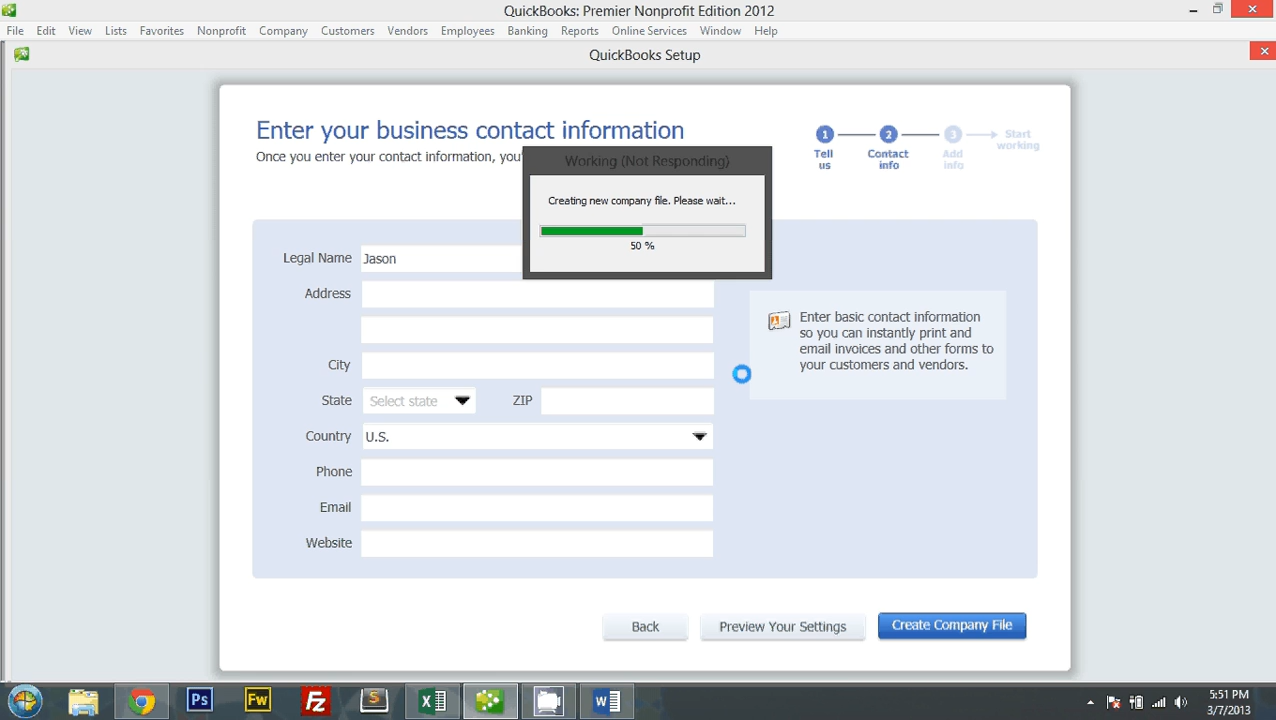 QuickBooks: Premier Nonprofit Edition 2012
File Edit View Lists Favorites Nonprofit Company Customers Vendors Employees Banking Reports Online Services Window Help
QuickBooks Setup
Enter your business contact information
Once you enter your contact information, you'
1 2 3
Tell us
Contact info
Add info
Start working
Working (Not Responding)
Creating new company file. Please wait...
50 %
Legal Name Jason
Address
City
State Select state ZIP
Country U.S.
Phone
Email
Website
Enter basic contact information
so you can instantly print and
email invoices and other forms to
your customers and vendors.
Back Preview Your Settings Create Company File
Ps Fw Fz S X W
5:51 PM
3/7/2013